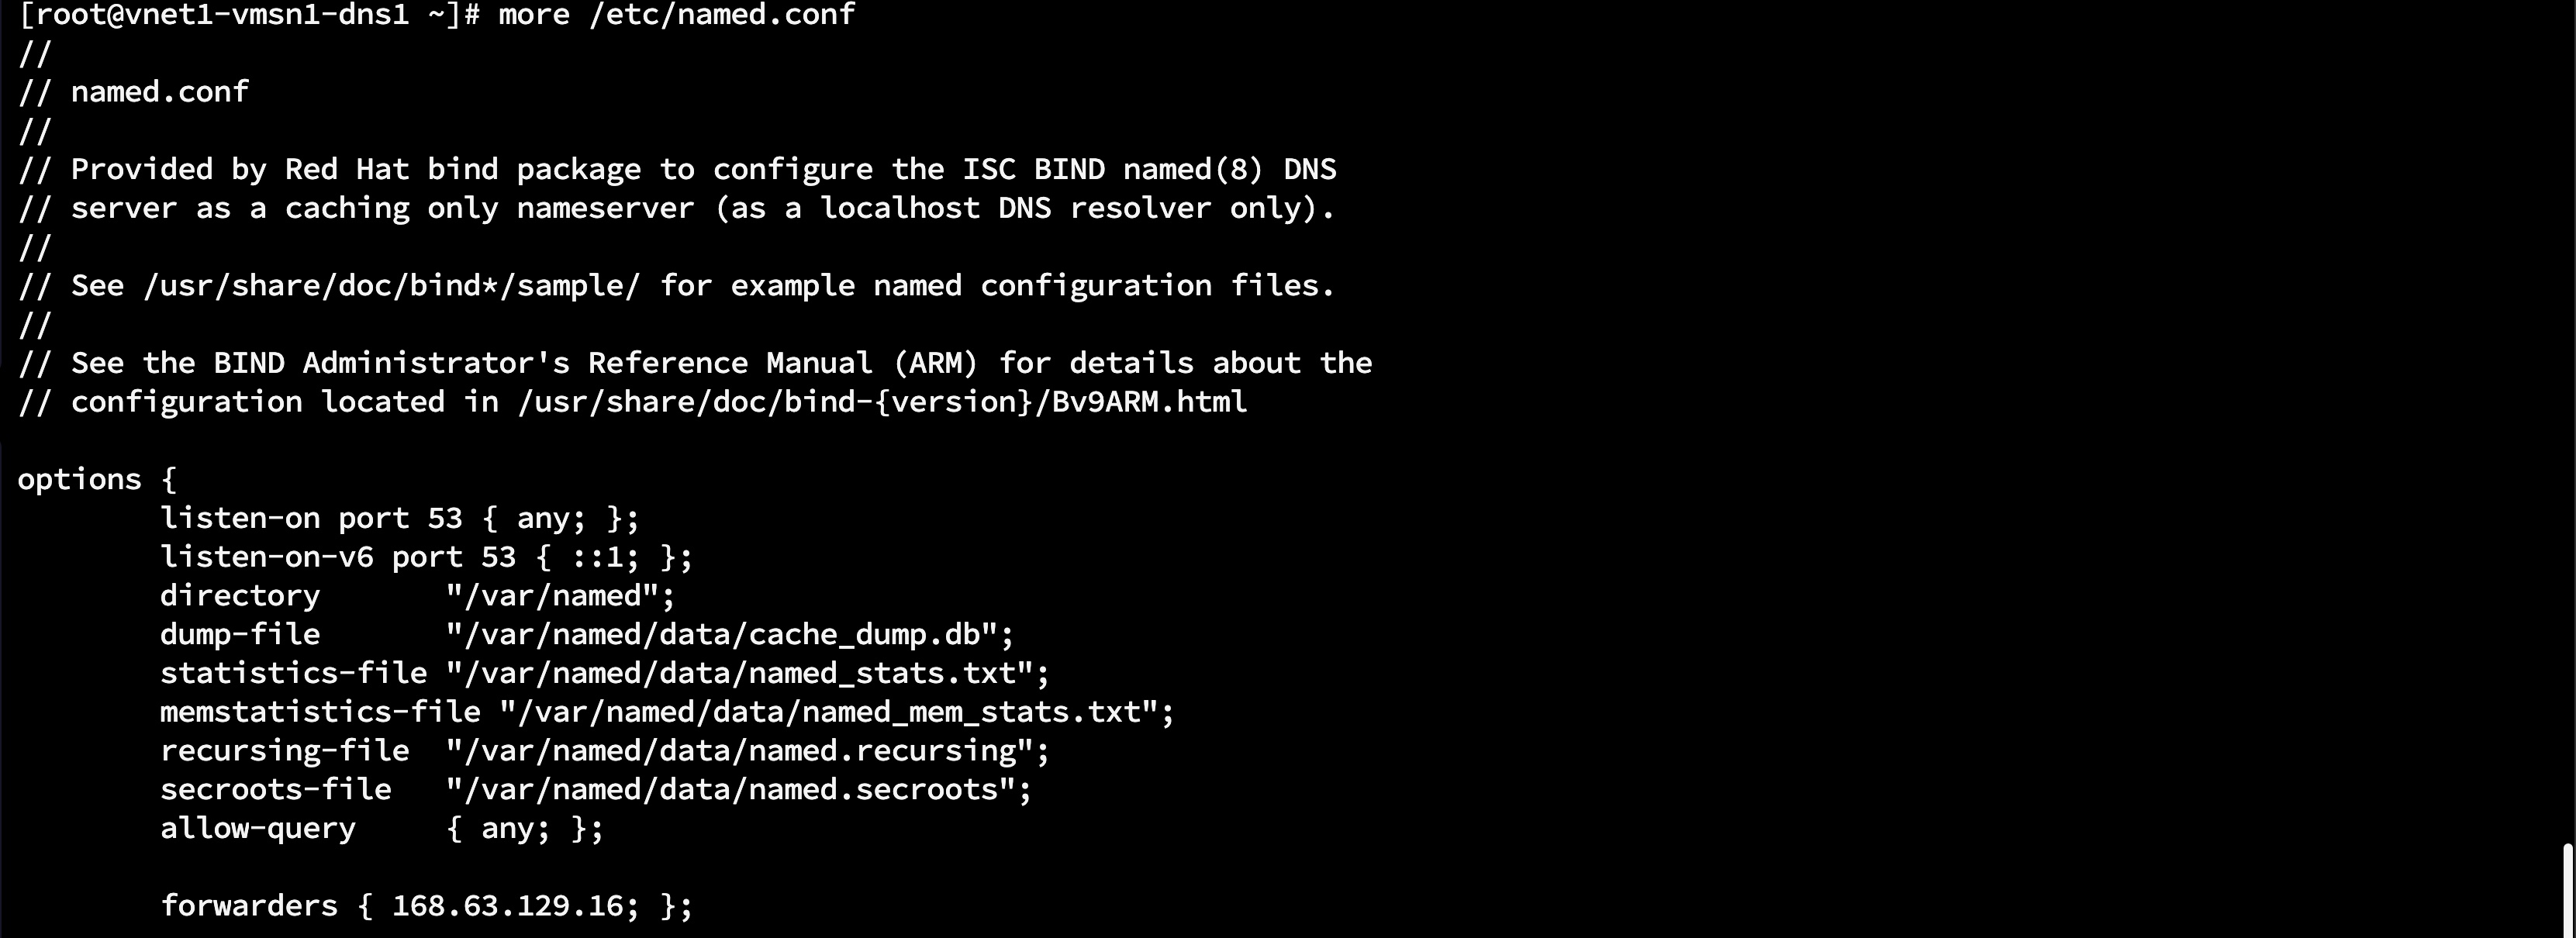 [root@vnet1-vmsn1-dns1 ~]# more /etc/named.conf
//
// named.conf
//
// Provided by Red Hat bind package to configure the ISC BIND named(8) DNS
// server as a caching only nameserver (as a localhost DNS resolver only).
//
// See /usr/share/doc/bind*/sample/ for example named configuration files.
//
// See the BIND Administrator's Reference Manual (ARM) for details about the
// configuration located in /usr/share/doc/bind-{version}/Bv9ARM.html

options {
        listen-on port 53 { any; };
        listen-on-v6 port 53 { ::1; };
        directory       "/var/named";
        dump-file       "/var/named/data/cache_dump.db";
        statistics-file "/var/named/data/named_stats.txt";
        memstatistics-file "/var/named/data/named_mem_stats.txt";
        recursing-file  "/var/named/data/named.recursing";
        secroots-file   "/var/named/data/named.secroots";
        allow-query     { any; };

        forwarders { 168.63.129.16; };